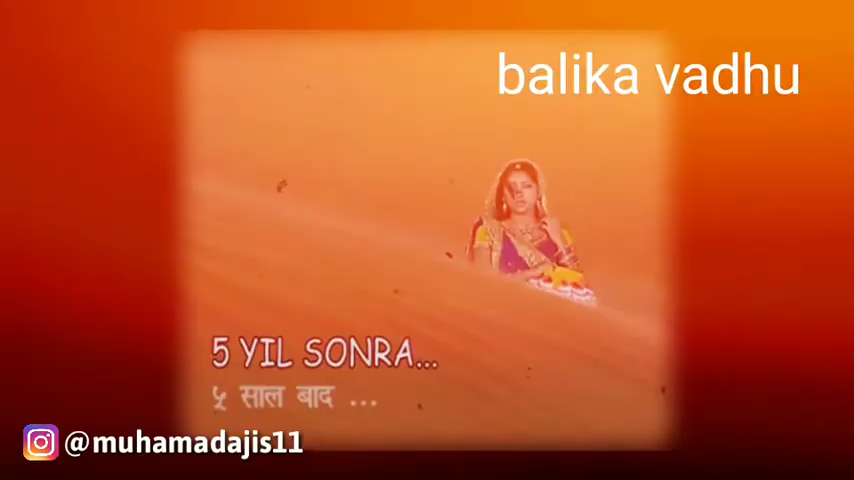 balika vadhu
5 YIL SONRA...
५ साल बाद ...
@muhamadajis11